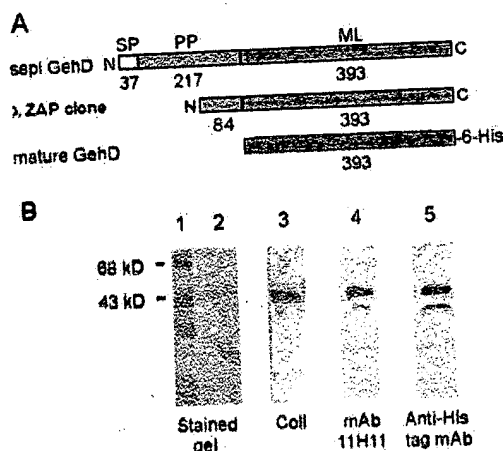 A
SP PP ML
sepi GehD N C
37 217 393
λ ZAP clone N C
84 393
mature GehD -6-His
393
B
1 2 3 4 5
68 kD -
43 kD -
Stained gel Coll mAb 11H11 Anti-His tag mAb